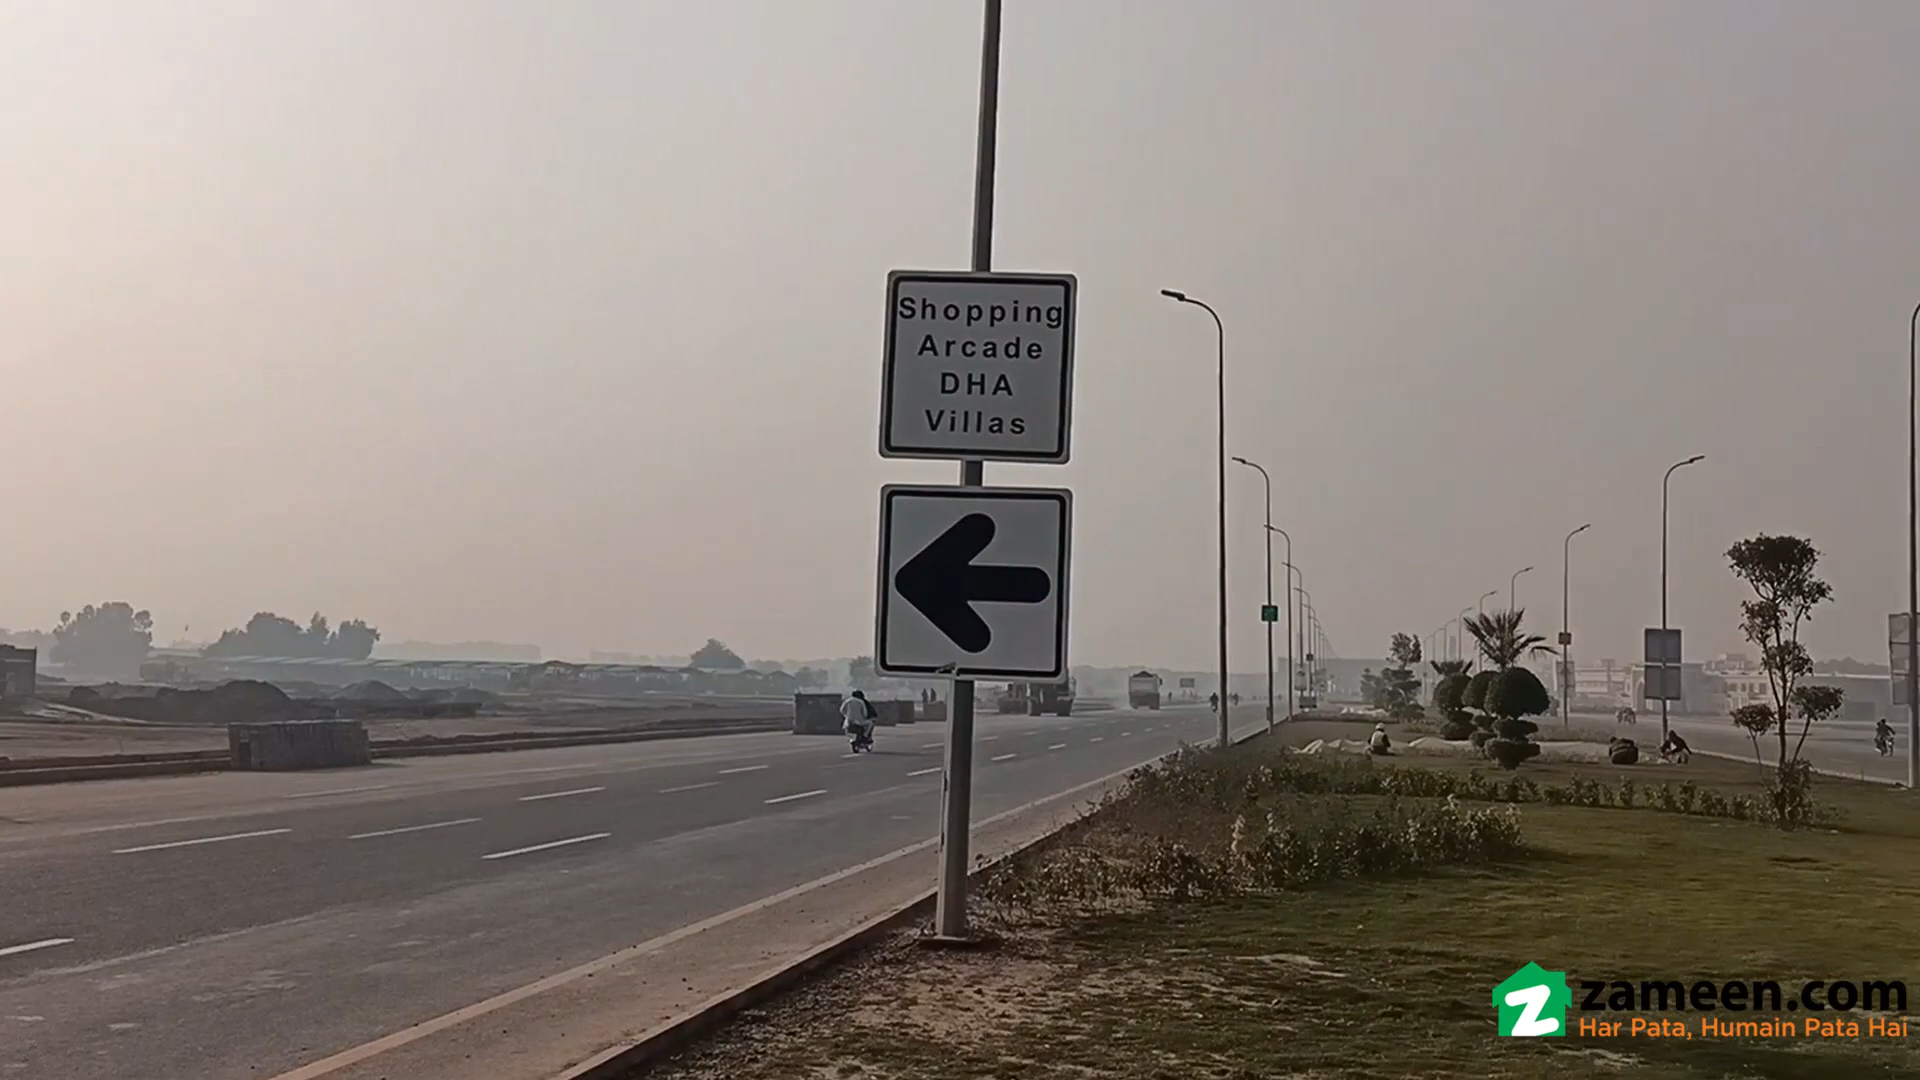 Shopping
Arcade
DHA
Villas
zameen.com
Har Pata, Humain Pata Hai